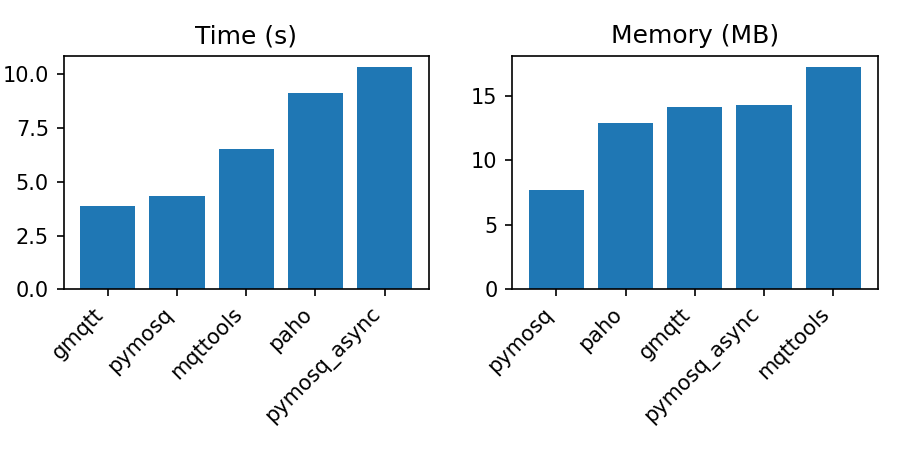 Time (s)
10.0
7.5
5.0
2.5
0.0
gmqtt
pymosq
mqttools
paho
pymosq_async
Memory (MB)
15
10
5
0
pymosq
paho
gmqtt
pymosq_async
mqttools